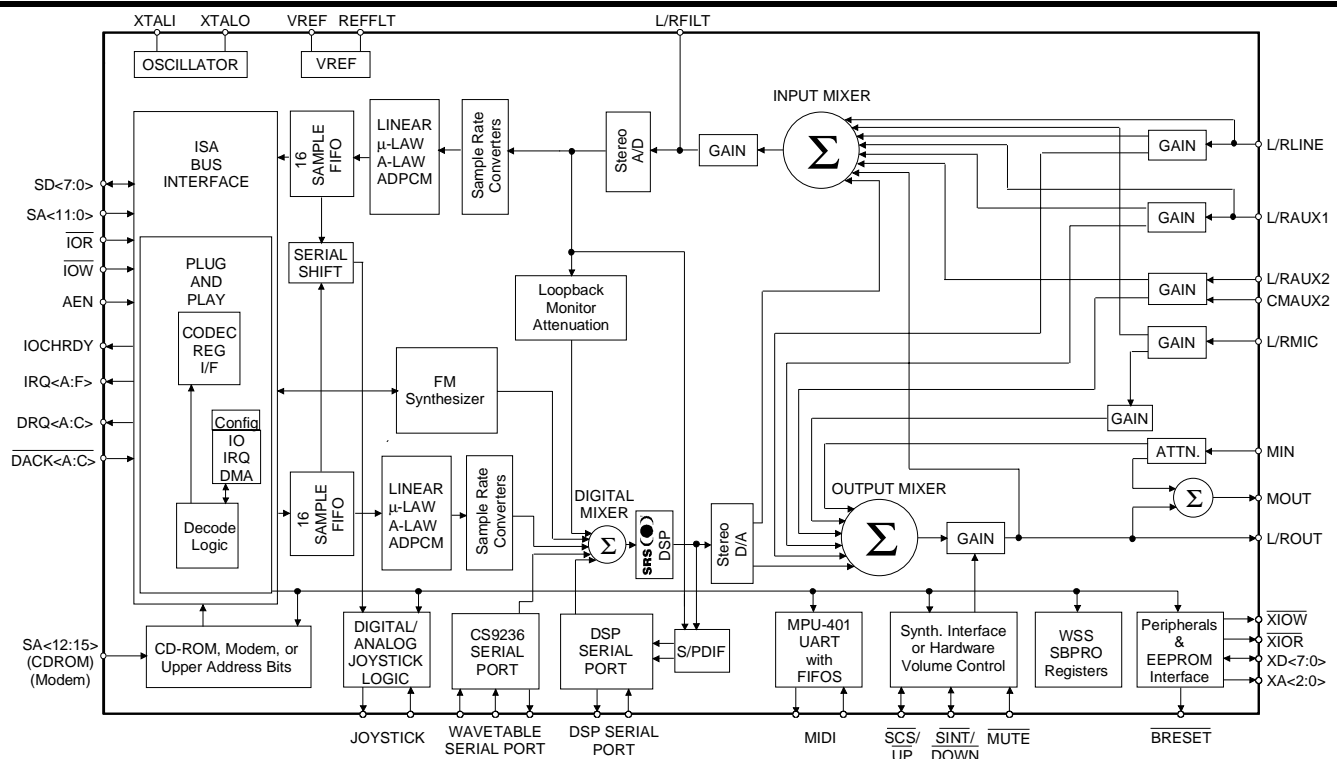 XTALI
XTALO
VREF
REFFLT
L/RFILT
OSCILLATOR
VREF
INPUT MIXER
ISA
BUS
INTERFACE
16
SAMPLE
FIFO
LINEAR
µ-LAW
A-LAW
ADPCM
Sample Rate
Converters
Stereo
A/D
GAIN
Σ
GAIN
L/RLINE
SD<7:0>
SA<11:0>
IOR
IOW
AEN
IOCHRDY
IRQ<A:F>
DRQ<A:C>
DACK<A:C>
GAIN
L/RAUX1
PLUG
AND
PLAY
SERIAL
SHIFT
Loopback
Monitor
Attenuation
GAIN
L/RAUX2
CMAUX2
CODEC
REG
I/F
GAIN
L/RMIC
FM
Synthesizer
GAIN
Config
IO
IRQ
DMA
ATTN.
MIN
Decode
Logic
16
SAMPLE
FIFO
LINEAR
µ-LAW
A-LAW
ADPCM
Sample Rate
Converters
DIGITAL
MIXER
Σ
SRS
DSP
Stereo
D/A
OUTPUT MIXER
Σ
GAIN
Σ
MOUT
L/ROUT
SA<12:15>
(CDROM)
(Modem)
CD-ROM, Modem, or
Upper Address Bits
DIGITAL/
ANALOG
JOYSTICK
LOGIC
CS9236
SERIAL
PORT
DSP
SERIAL
PORT
S/PDIF
MPU-401
UART
with
FIFOS
Synth. Interface
or Hardware
Volume Control
WSS
SBPRO
Registers
Peripherals
&
EEPROM
Interface
XIOW
XIOR
XD<7:0>
XA<2:0>
JOYSTICK
WAVETABLE
SERIAL PORT
DSP SERIAL
PORT
MIDI
SCS/
UP
SINT/
DOWN
MUTE
BRESET